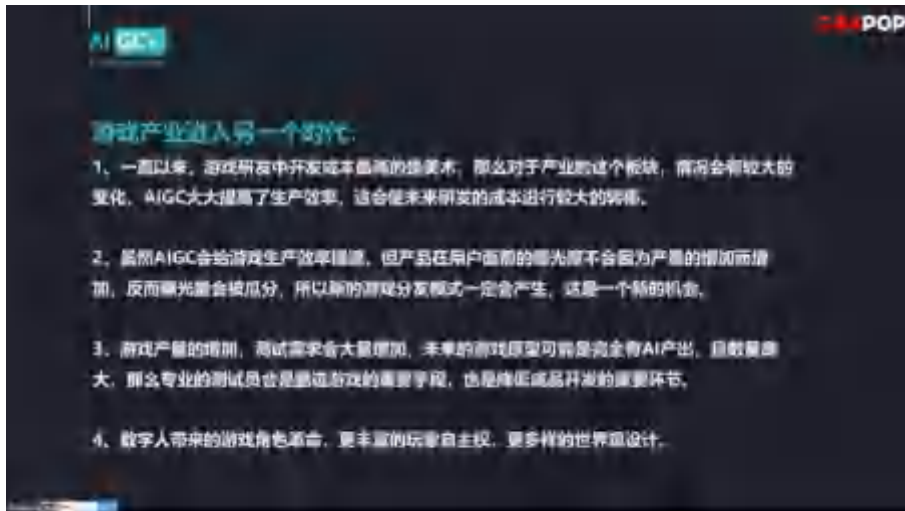 AIGC+
POP
游戏产业进入另一个时代:
1、一直以来，游戏研发中开发成本最高的是美术，那么对于产业的这个板块，情况会有较大的
变化，AIGC大大提高了生产效率，这会使未来研发的成本进行较大的转移。
2、虽然AIGC会给游戏生产效率提速，但产品在用户面前的曝光度不会因为产量的增加而增
加，反而曝光量会被瓜分，所以新的游戏分发模式一定会产生，这是一个新的机会。
3、游戏产量的增加，测试需求会大量增加，未来的游戏原型可能是完全有AI产出，且数量庞
大，那么专业的测试员会是筛选游戏的重要手段，也是降低成品开发的重要环节。
4、数字人带来的游戏角色革命，更丰富的玩家自主权，更多样的世界观设计。